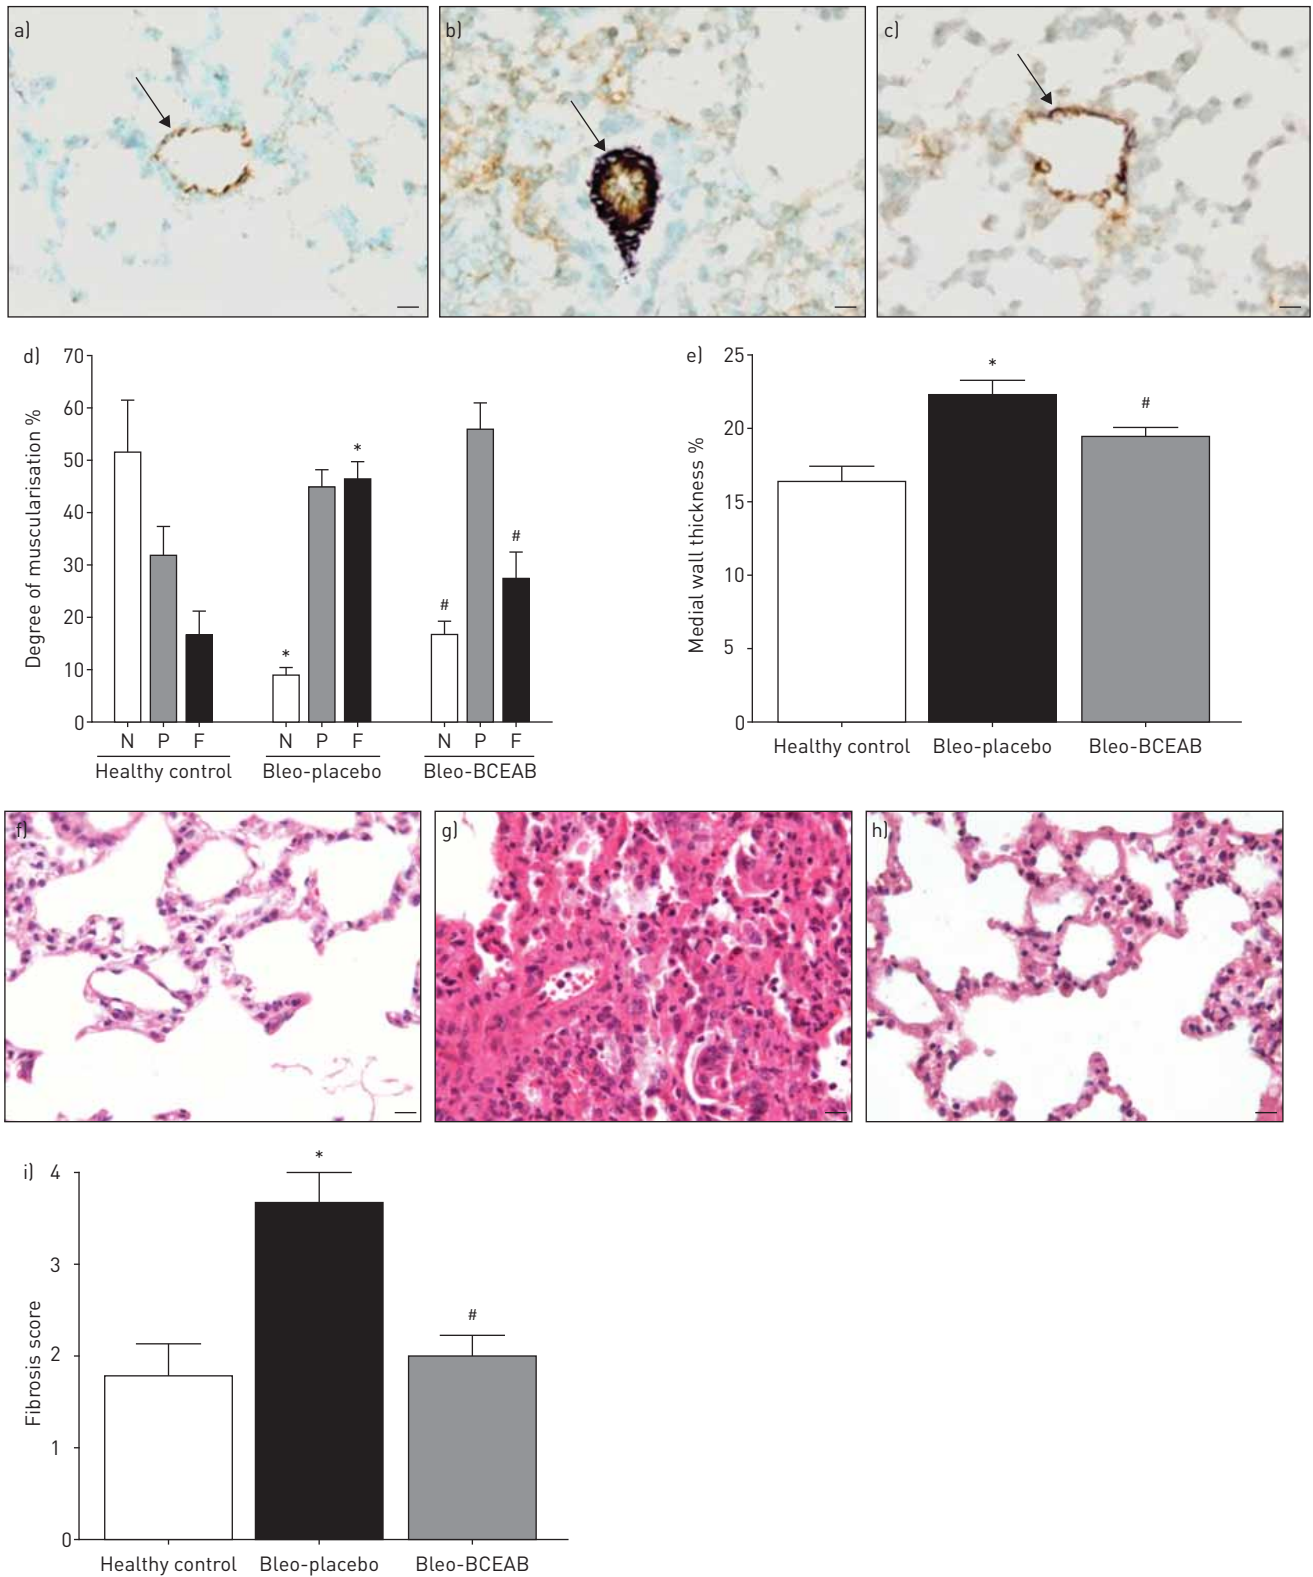 a)
b)
c)
d)
Degree of muscularisation %
70
60
50
40
30
20
10
0
*
*
#
#
N P F N P F N P F
Healthy control Bleo-placebo Bleo-BCEAB
e)
Medial wall thickness %
25
20
15
10
5
0
*
#
Healthy control Bleo-placebo Bleo-BCEAB
f)
g)
h)
i)
Fibrosis score
4
3
2
1
0
*
#
Healthy control Bleo-placebo Bleo-BCEAB